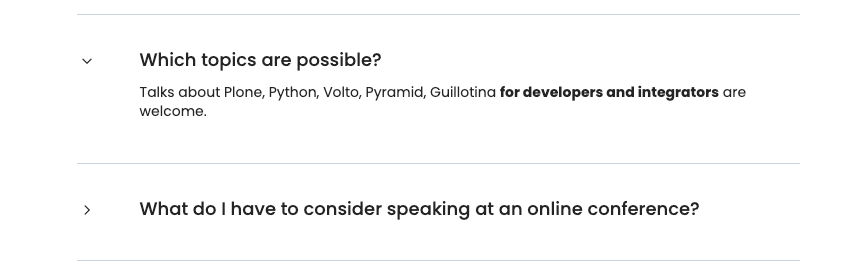 Which topics are possible?
Talks about Plone, Python, Volto, Pyramid, Guillotina for developers and integrators are
welcome.
What do I have to consider speaking at an online conference?